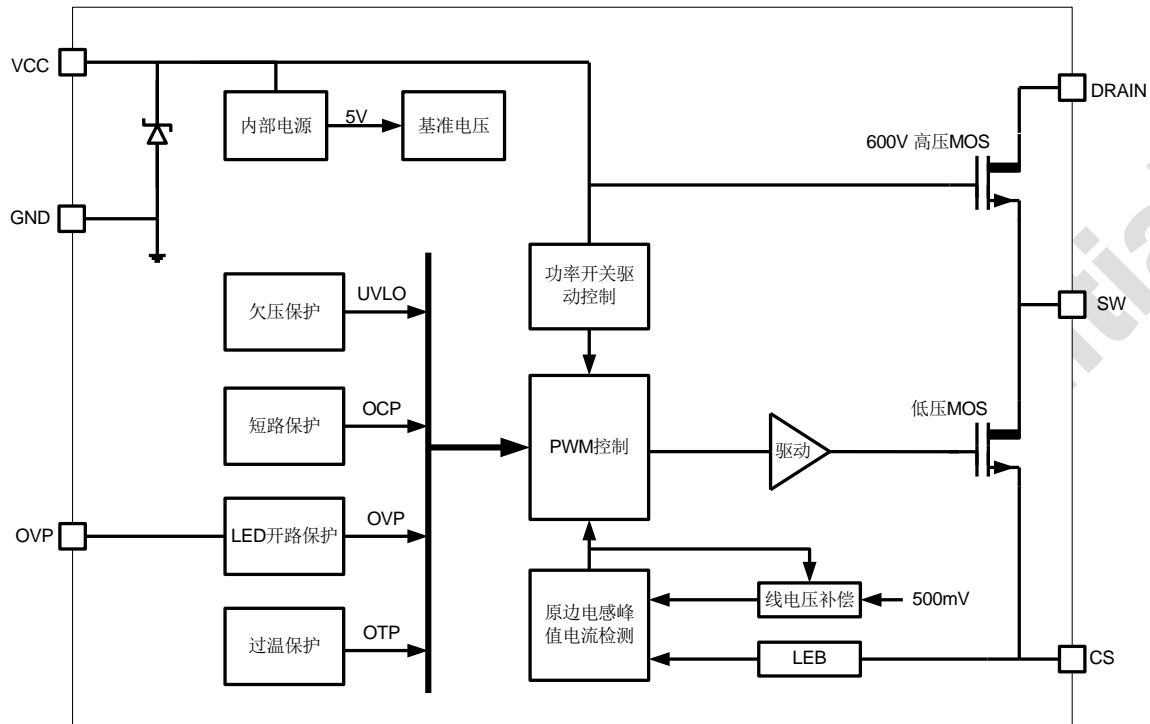 VCC
DRAIN
内部电源
5V
基准电压
600V 高压MOS
GND
功率开关驱
动控制
欠压保护
UVLO
SW
短路保护
OCP
PWM控制
驱动
低压MOS
OVP
LED开路保护
OVP
原边电感峰
值电流检测
线电压补偿
500mV
过温保护
OTP
LEB
CS